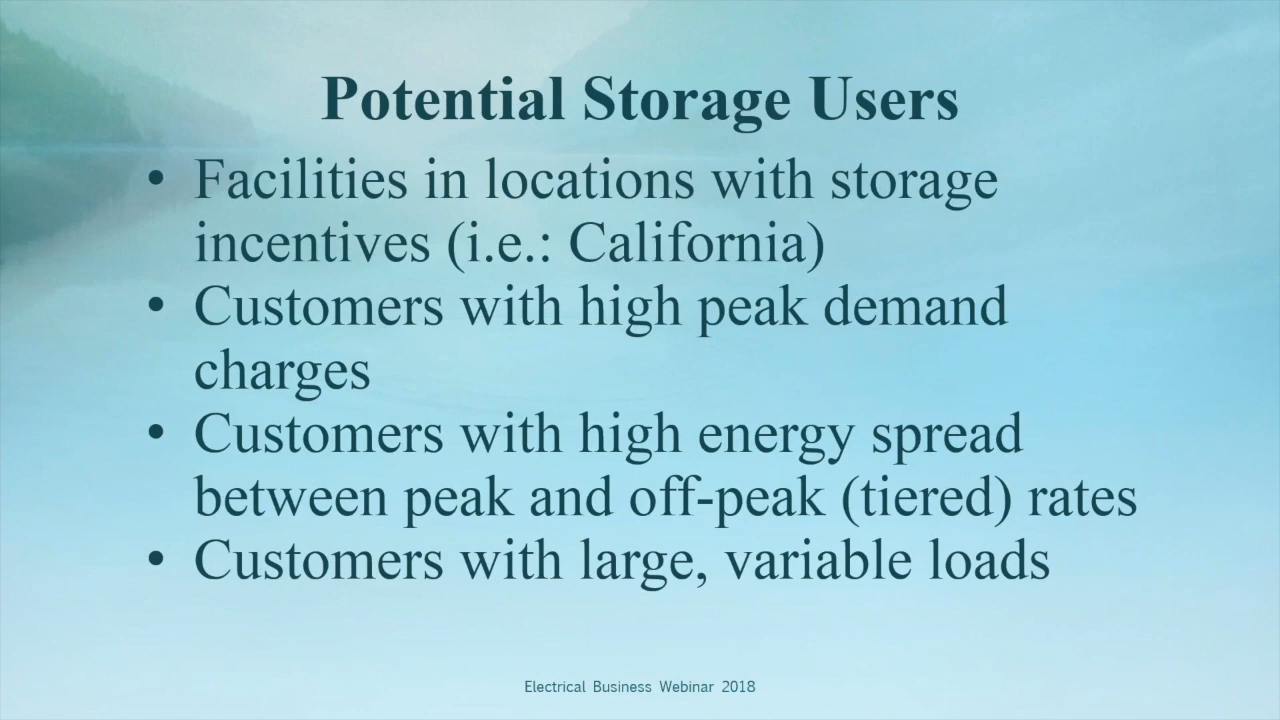 Potential Storage Users
• Facilities in locations with storage
incentives (i.e.: California)
• Customers with high peak demand
charges
• Customers with high energy spread
between peak and off-peak (tiered) rates
• Customers with large, variable loads
Electrical Business Webinar 2018